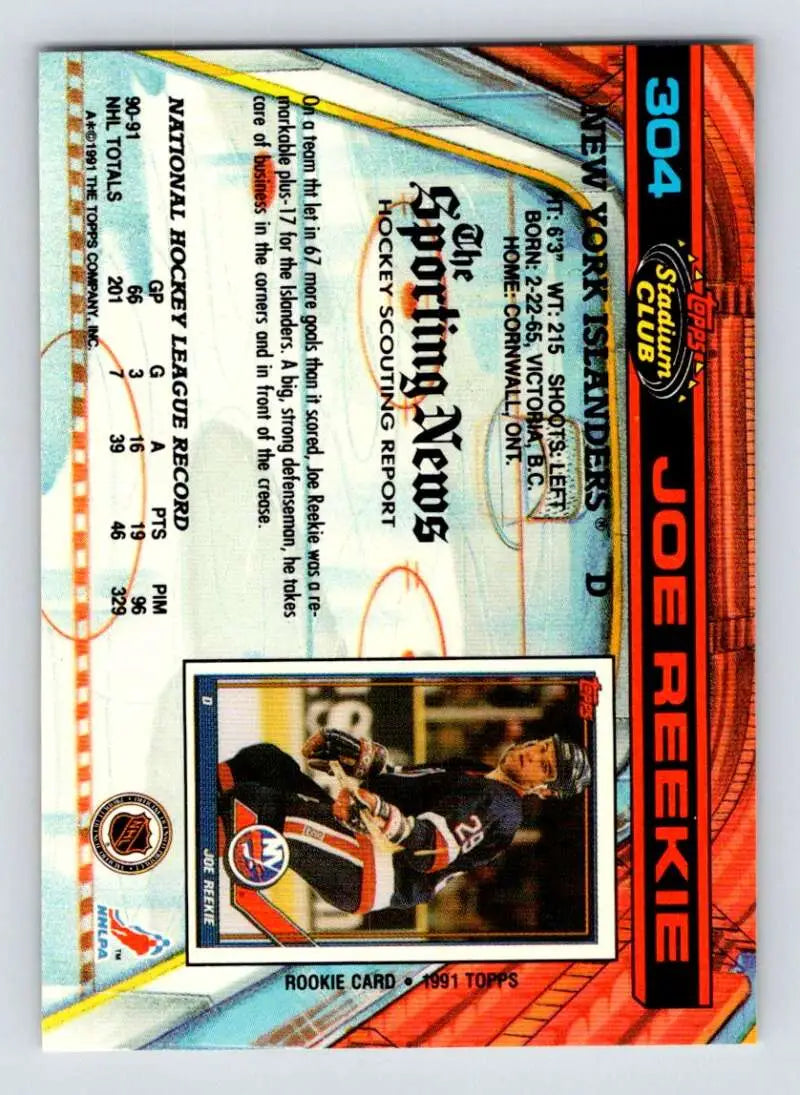 304
TOPPS
Stadium
CLUB
JOE REEKIE
NEW YORK ISLANDERS® D
HT: 6'3" WT: 215 SHOOTS: LEFT
BORN: 2-22-65, VICTORIA, B.C.
HOME: CORNWALL, ONT.
The
Sporting News
HOCKEY SCOUTING REPORT
On a team tht let in 67 more goals than it scored, Joe Reekie was a re-
markable plus-17 for the Islanders. A big, strong defenseman, he takes
care of business in the corners and in front of the crease.
NATIONAL HOCKEY LEAGUE RECORD
GP G A PTS PIM
90-91 66 3 16 19 96
NHL TOTALS 201 7 39 46 329
A*©1991 THE TOPPS COMPANY, INC.
TOPPS
29
NY
D JOE REEKIE
ROOKIE CARD • 1991 TOPPS
NHL
NHLPA
™